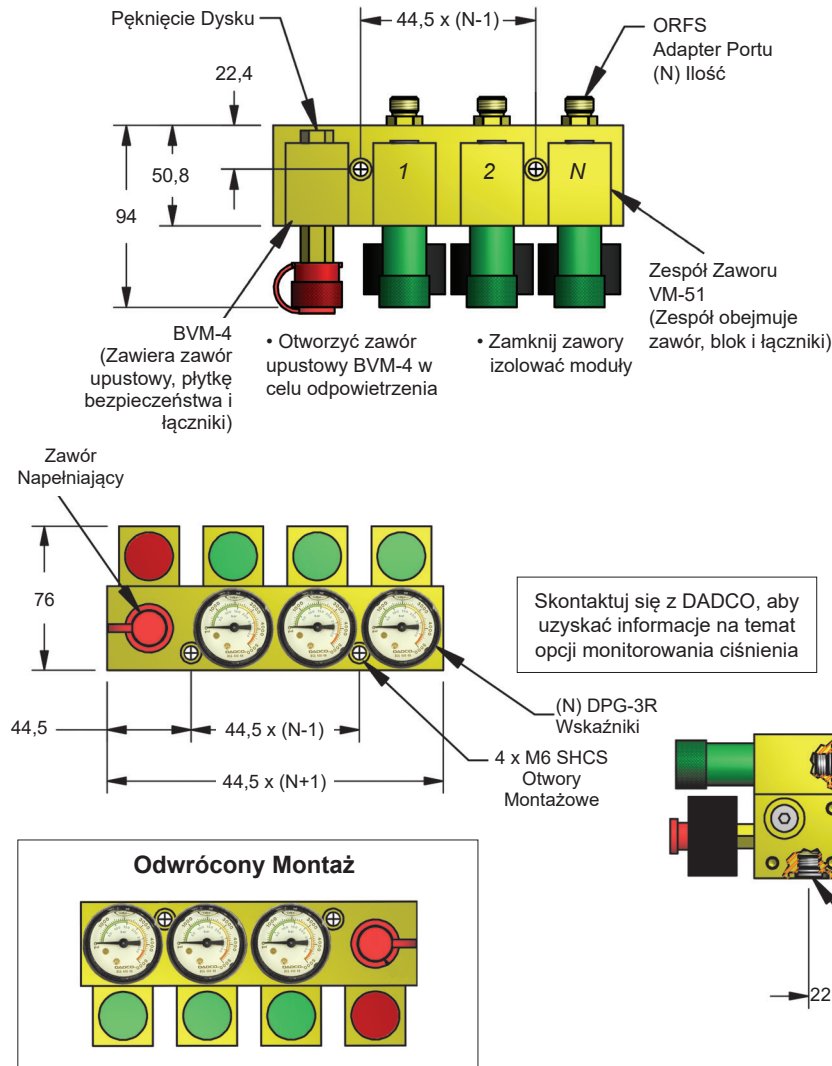 Pęknięcie Dysku
44,5 x (N-1)
ORFS
Adapter Portu
(N) Ilość
22,4
50,8
94
1
2
N
Zespół Zaworu
VM-51
(Zespół obejmuje
zawór, blok i łączniki)
BVM-4
(Zawiera zawór
upustowy, płytkę
bezpieczeństwa i
łączniki)
• Otworzyć zawór
upustowy BVM-4 w
celu odpowietrzenia
• Zamknij zawory
izolować moduły
Zawór
Napełniający
76
Skontaktuj się z DADCO, aby
uzyskać informacje na temat
opcji monitorowania ciśnienia
44,5
44,5 x (N-1)
44,5 x (N+1)
(N) DPG-3R
Wskaźniki
4 x M6 SHCS
Otwory
Montażowe
Odwrócony Montaż
22